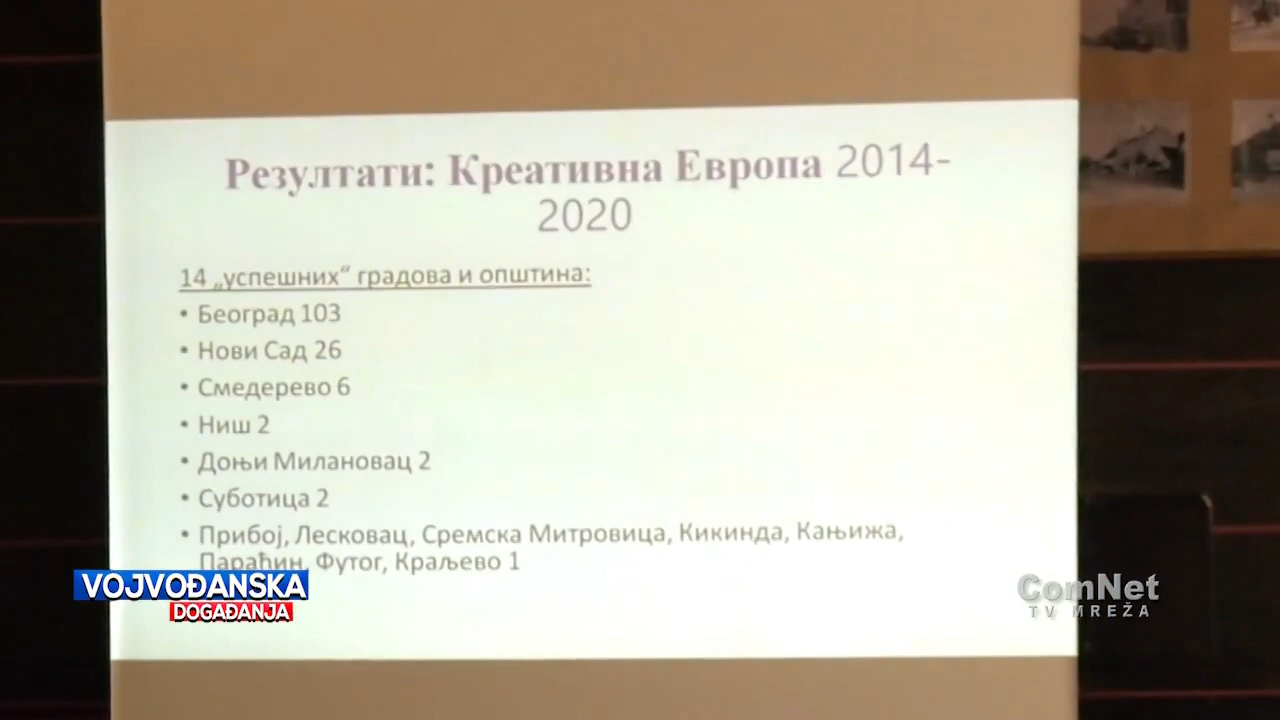 Резултати: Креативна Европа 2014-
2020
14 „успешних“ градова и општина:
• Београд 103
• Нови Сад 26
• Смедерево 6
• Ниш 2
• Доњи Милановац 2
• Суботица 2
• Прибој, Лесковац, Сремска Митровица, Кикинда, Кањижа,
Параћин, Футог, Краљево 1
VOJVOĐANSKA
DOGAĐANJA
ComNet
TV MREŽA